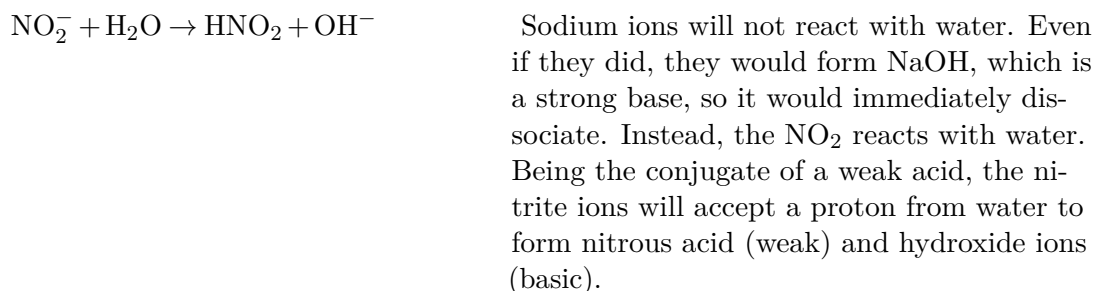 NO₂⁻ + H₂O → HNO₂ + OH⁻
Sodium ions will not react with water. Even
if they did, they would form NaOH, which is
a strong base, so it would immediately dis-
sociate. Instead, the NO₂ reacts with water.
Being the conjugate of a weak acid, the ni-
trite ions will accept a proton from water to
form nitrous acid (weak) and hydroxide ions
(basic).